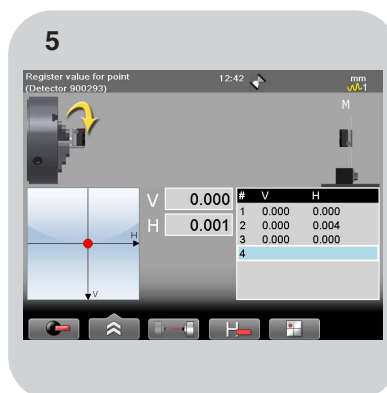 5
Register value for point
(Detector 900293)
12:42
mm
1
M
V 0.000
H 0.001
# V H
1 0.000 0.000
2 0.000 0.004
3 0.000 0.000
4
H
V
H